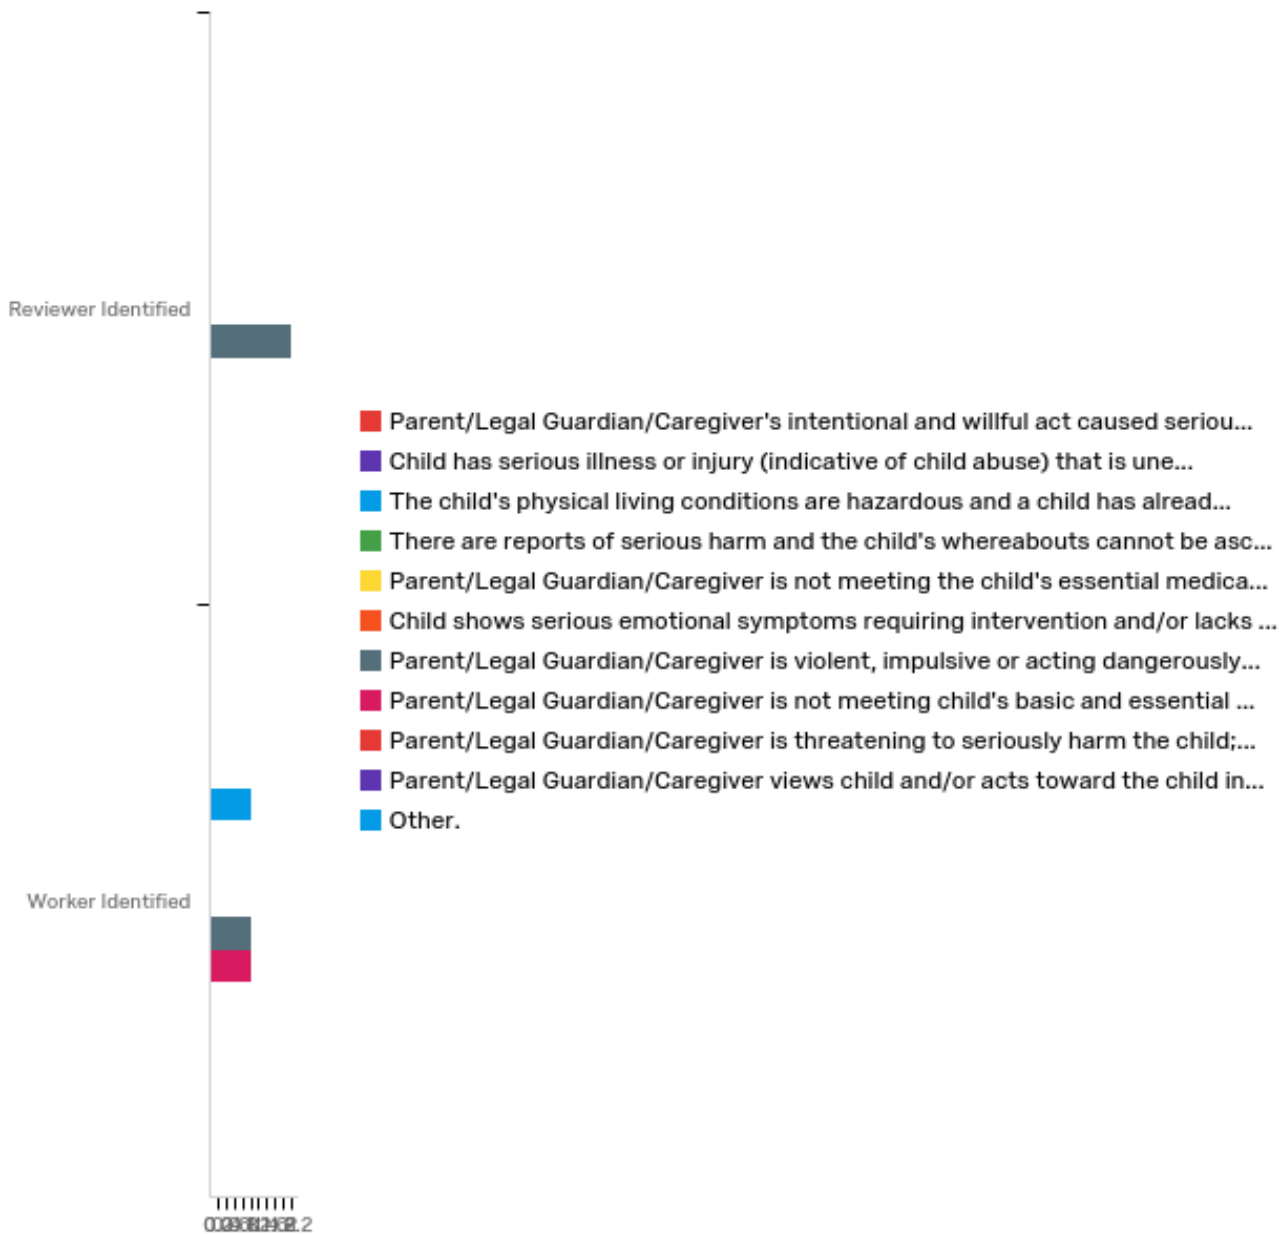 Reviewer Identified
Parent/Legal Guardian/Caregiver's intentional and willful act caused seriou...
Child has serious illness or injury (indicative of child abuse) that is une...
The child's physical living conditions are hazardous and a child has alread...
There are reports of serious harm and the child's whereabouts cannot be asc...
Parent/Legal Guardian/Caregiver is not meeting the child's essential medica...
Child shows serious emotional symptoms requiring intervention and/or lacks ...
Parent/Legal Guardian/Caregiver is violent, impulsive or acting dangerously...
Parent/Legal Guardian/Caregiver is not meeting child's basic and essential ...
Parent/Legal Guardian/Caregiver is threatening to seriously harm the child;...
Parent/Legal Guardian/Caregiver views child and/or acts toward the child in...
Other.
Worker Identified